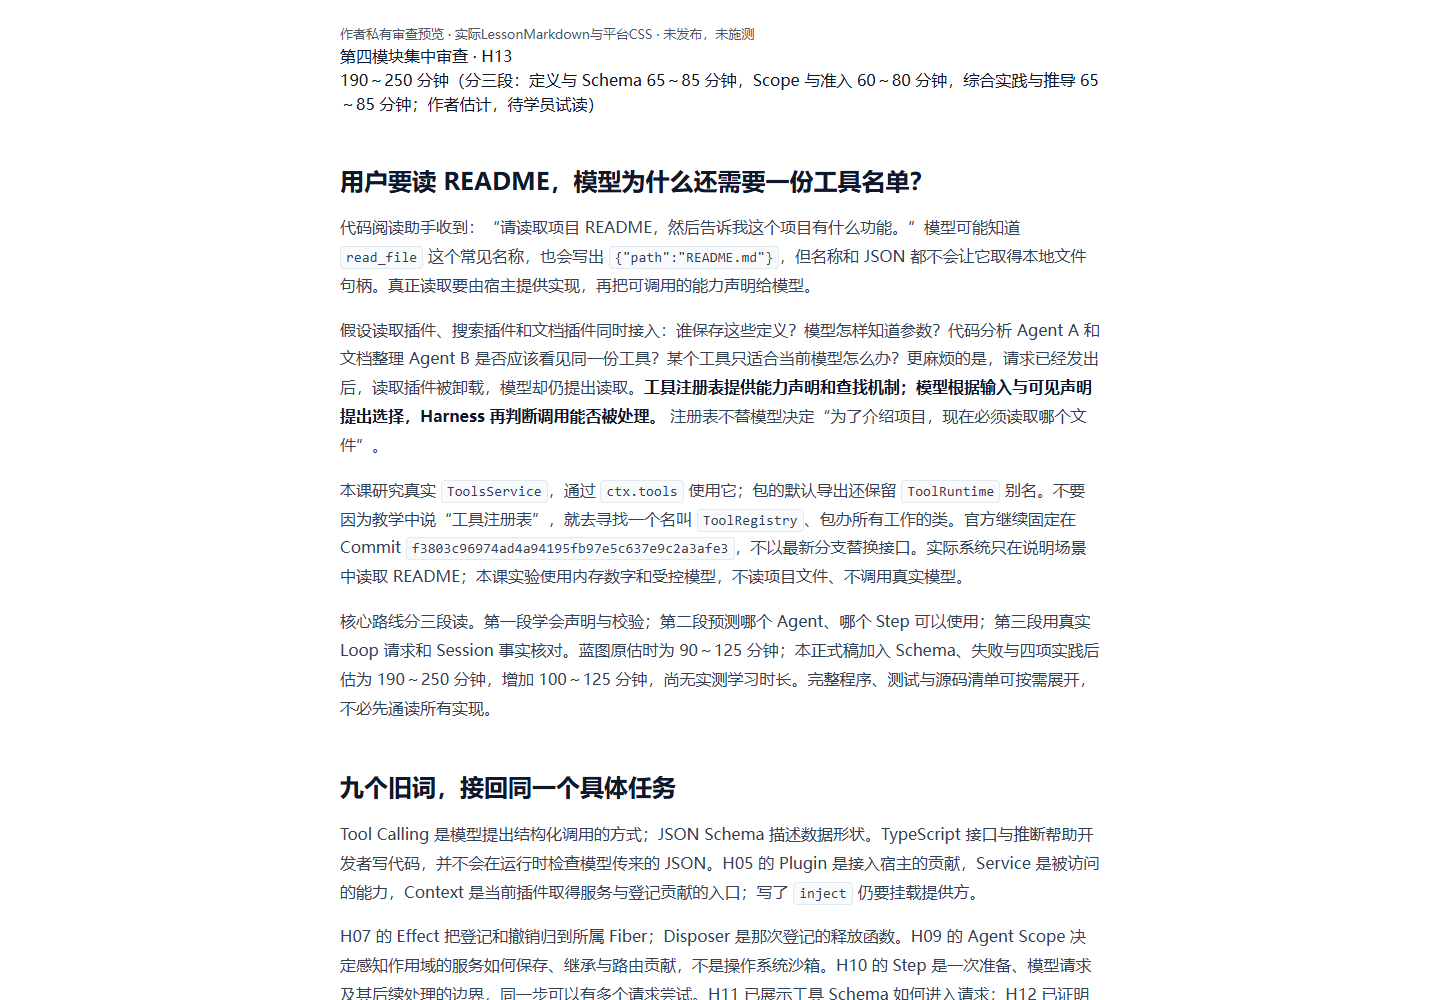 作者私有审查预览 · 实际LessonMarkdown与平台CSS · 未发布，未施测
第四模块集中审查 · H13
190～250 分钟（分三段：定义与 Schema 65～85 分钟，Scope 与准入 60～80 分钟，综合实践与推导 65
～85 分钟；作者估计，待学员试读）
用户要读 README，模型为什么还需要一份工具名单？
代码阅读助手收到：“请读取项目 README，然后告诉我这个项目有什么功能。”模型可能知道
read_file 这个常见名称，也会写出 {"path":"README.md"}，但名称和 JSON 都不会让它取得本地文件
句柄。真正读取要由宿主提供实现，再把可调用的能力声明给模型。
假设读取插件、搜索插件和文档插件同时接入：谁保存这些定义？模型怎样知道参数？代码分析 Agent A 和
文档整理 Agent B 是否应该看见同一份工具？某个工具只适合当前模型怎么办？更麻烦的是，请求已经发出
后，读取插件被卸载，模型却仍提出读取。工具注册表提供能力声明和查找机制；模型根据输入与可见声明
提出选择，Harness 再判断调用能否被处理。 注册表不替模型决定“为了介绍项目，现在必须读取哪个文
件”。
本课研究真实 ToolsService，通过 ctx.tools 使用它；包的默认导出还保留 ToolRuntime 别名。不要
因为教学中说“工具注册表”，就去寻找一个名叫 ToolRegistry、包办所有工作的类。官方继续固定在
Commit f3803c96974ad4a94195fb97e5c637e9c2a3afe3，不以最新分支替换接口。实际系统只在说明场景
中读取 README；本课实验使用内存数字和受控模型，不读项目文件、不调用真实模型。
核心路线分三段读。第一段学会声明与校验；第二段预测哪个 Agent、哪个 Step 可以使用；第三段用真实
Loop 请求和 Session 事实核对。蓝图原估时为 90～125 分钟；本正式稿加入 Schema、失败与四项实践后
估为 190～250 分钟，增加 100～125 分钟，尚无实测学习时长。完整程序、测试与源码清单可按需展开，
不必先通读所有实现。
九个旧词，接回同一个具体任务
Tool Calling 是模型提出结构化调用的方式；JSON Schema 描述数据形状。TypeScript 接口与推断帮助开
发者写代码，并不会在运行时检查模型传来的 JSON。H05 的 Plugin 是接入宿主的贡献，Service 是被访问
的能力，Context 是当前插件取得服务与登记贡献的入口；写了 inject 仍要挂载提供方。
H07 的 Effect 把登记和撤销归到所属 Fiber；Disposer 是那次登记的释放函数。H09 的 Agent Scope 决
定感知作用域的服务如何保存、继承与路由贡献，不是操作系统沙箱。H10 的 Step 是一次准备、模型请求
及其后续处理的边界，同一步可以有多个请求尝试。H11 已展示工具 Schema 如何进入请求；H12 已证明